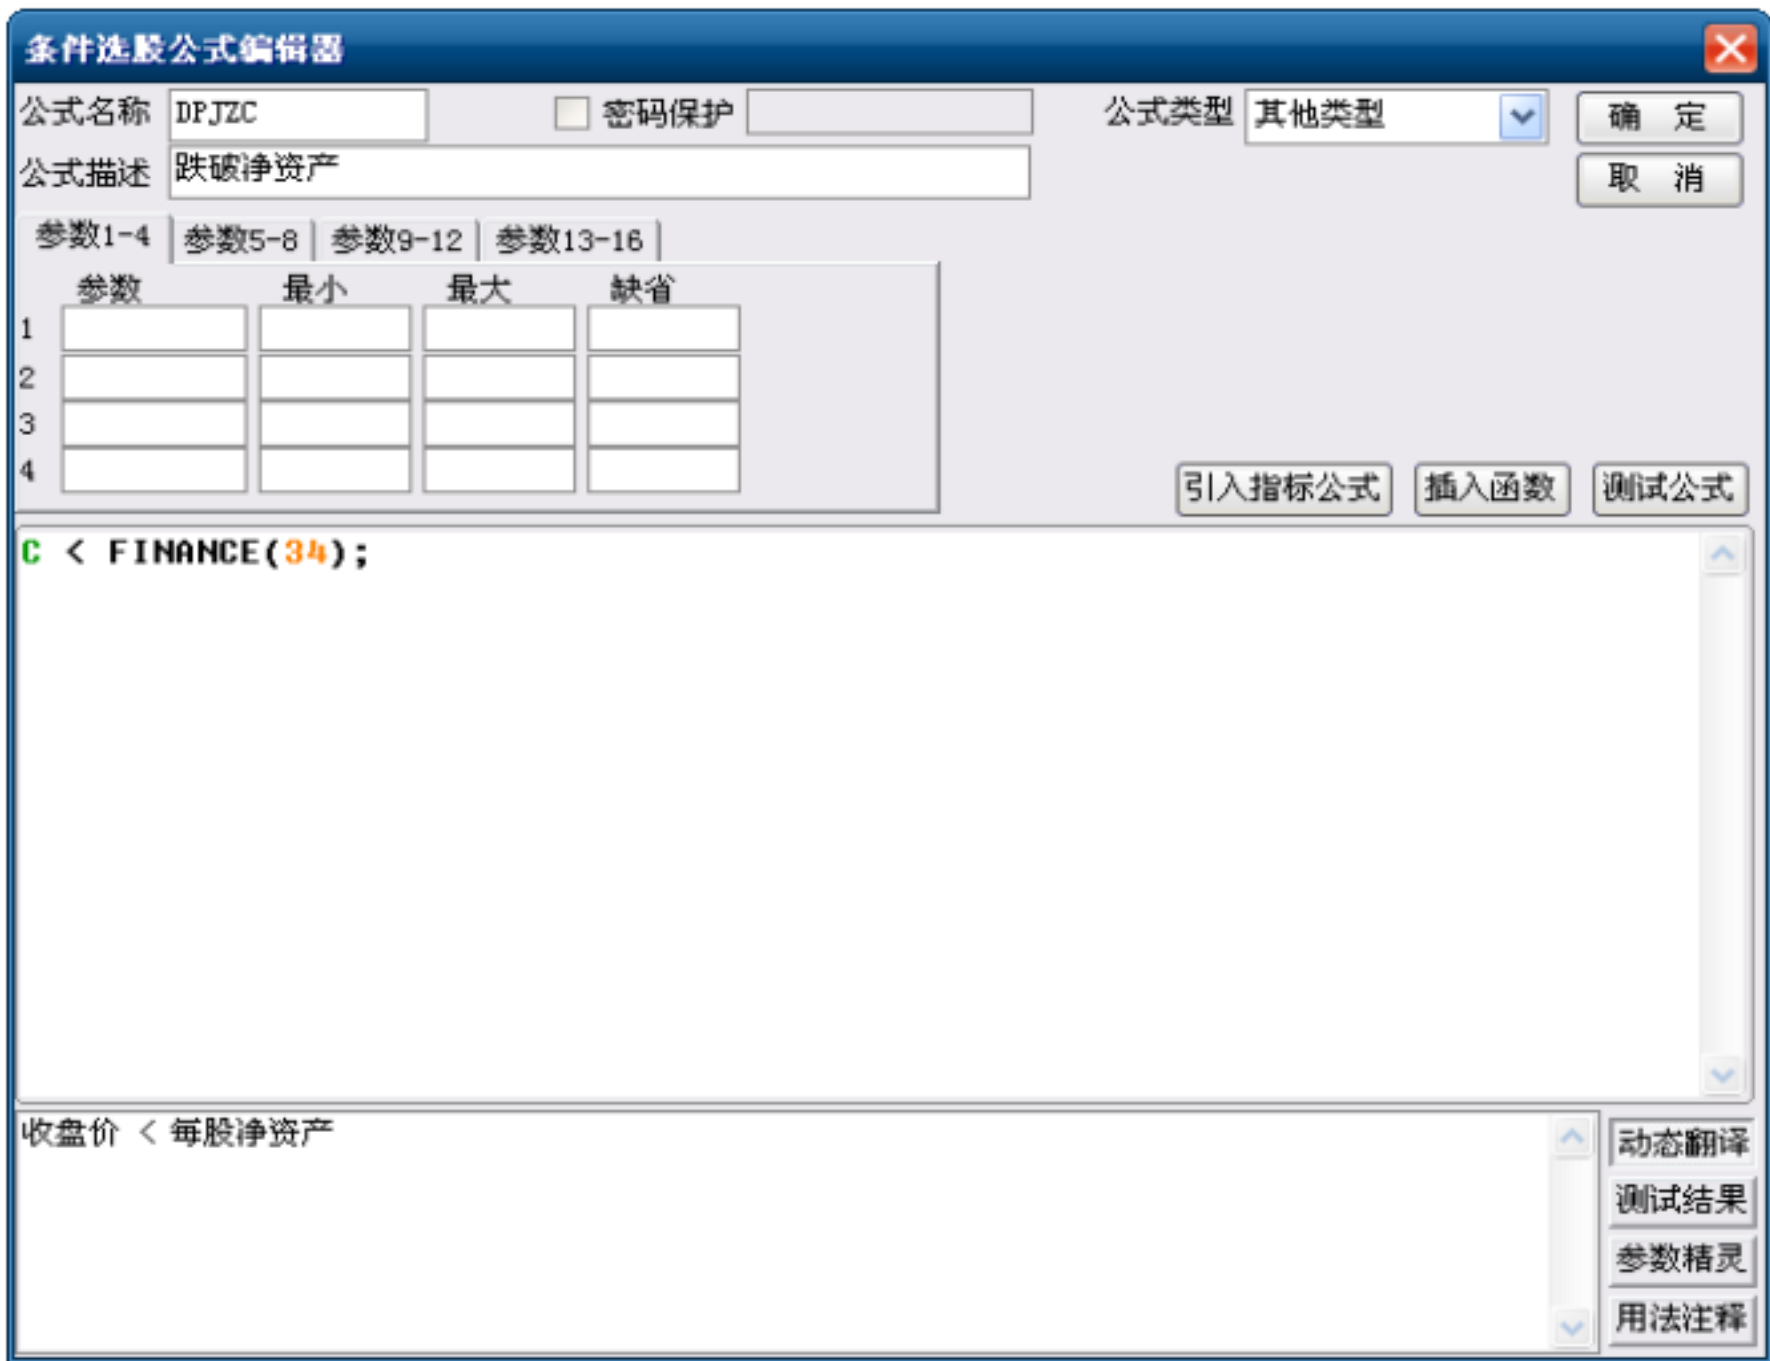 条件选股公式编辑器
公式名称 DPJZC 密码保护 公式类型 其他类型 确 定
公式描述 跌破净资产 取 消
参数1-4 参数5-8 参数9-12 参数13-16
参数 最小 最大 缺省
1
2
3
4
引入指标公式 插入函数 测试公式
C < FINANCE(34);
收盘价 < 每股净资产
动态翻译
测试结果
参数精灵
用法注释